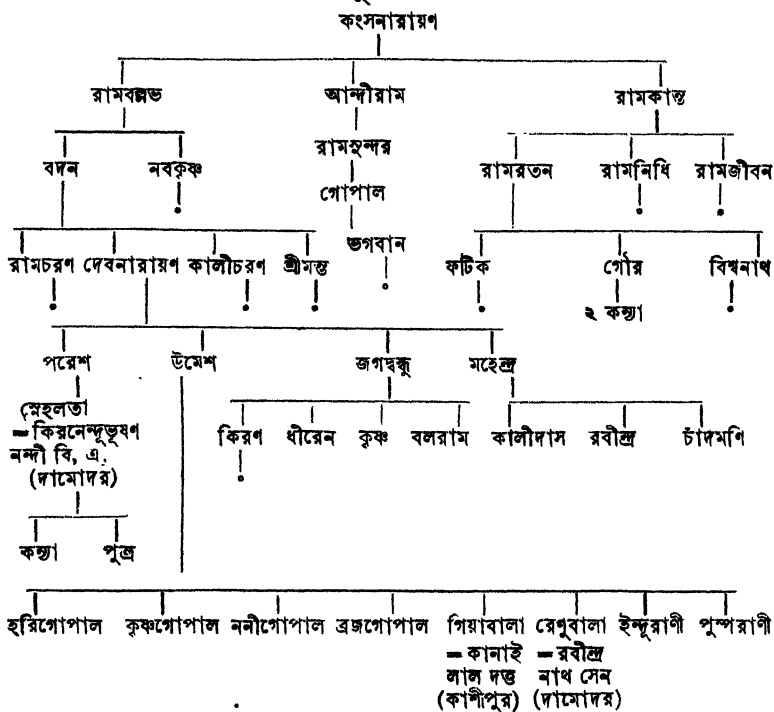 কংসনারায়ণ
রামবল্লভ আন্দীরাম রামকান্ত
রামসুন্দর
বদন নবকৃষ্ণ রামরতন রামনিধি রামজীবন
গোপাল
ভগবান
রামচরণ দেবনারায়ণ কালীচরণ শ্রীমন্ত ফটিক গৌর বিশ্বনাথ
২ কন্যা
পরেশ উমেশ জগদ্বন্ধু মহেন্দ্র
স্নেহলতা
= কিরনেন্দূভূষণ কিরণ ধীরেন কৃষ্ণ বলরাম কালীদাস রবীন্দ্র চাঁদমণি
নন্দী বি, এ.
(দামোদর)
কন্যা পুত্র
হরিগোপাল কৃষ্ণগোপাল ননীগোপাল ব্রজগোপাল গিয়াবালা রেণুবালা ইন্দূরাণী পুষ্পরাণী
= কানাই = রবীন্দ্র
লাল দত্ত নাথ সেন
(কাশীপুর) (দামোদর)